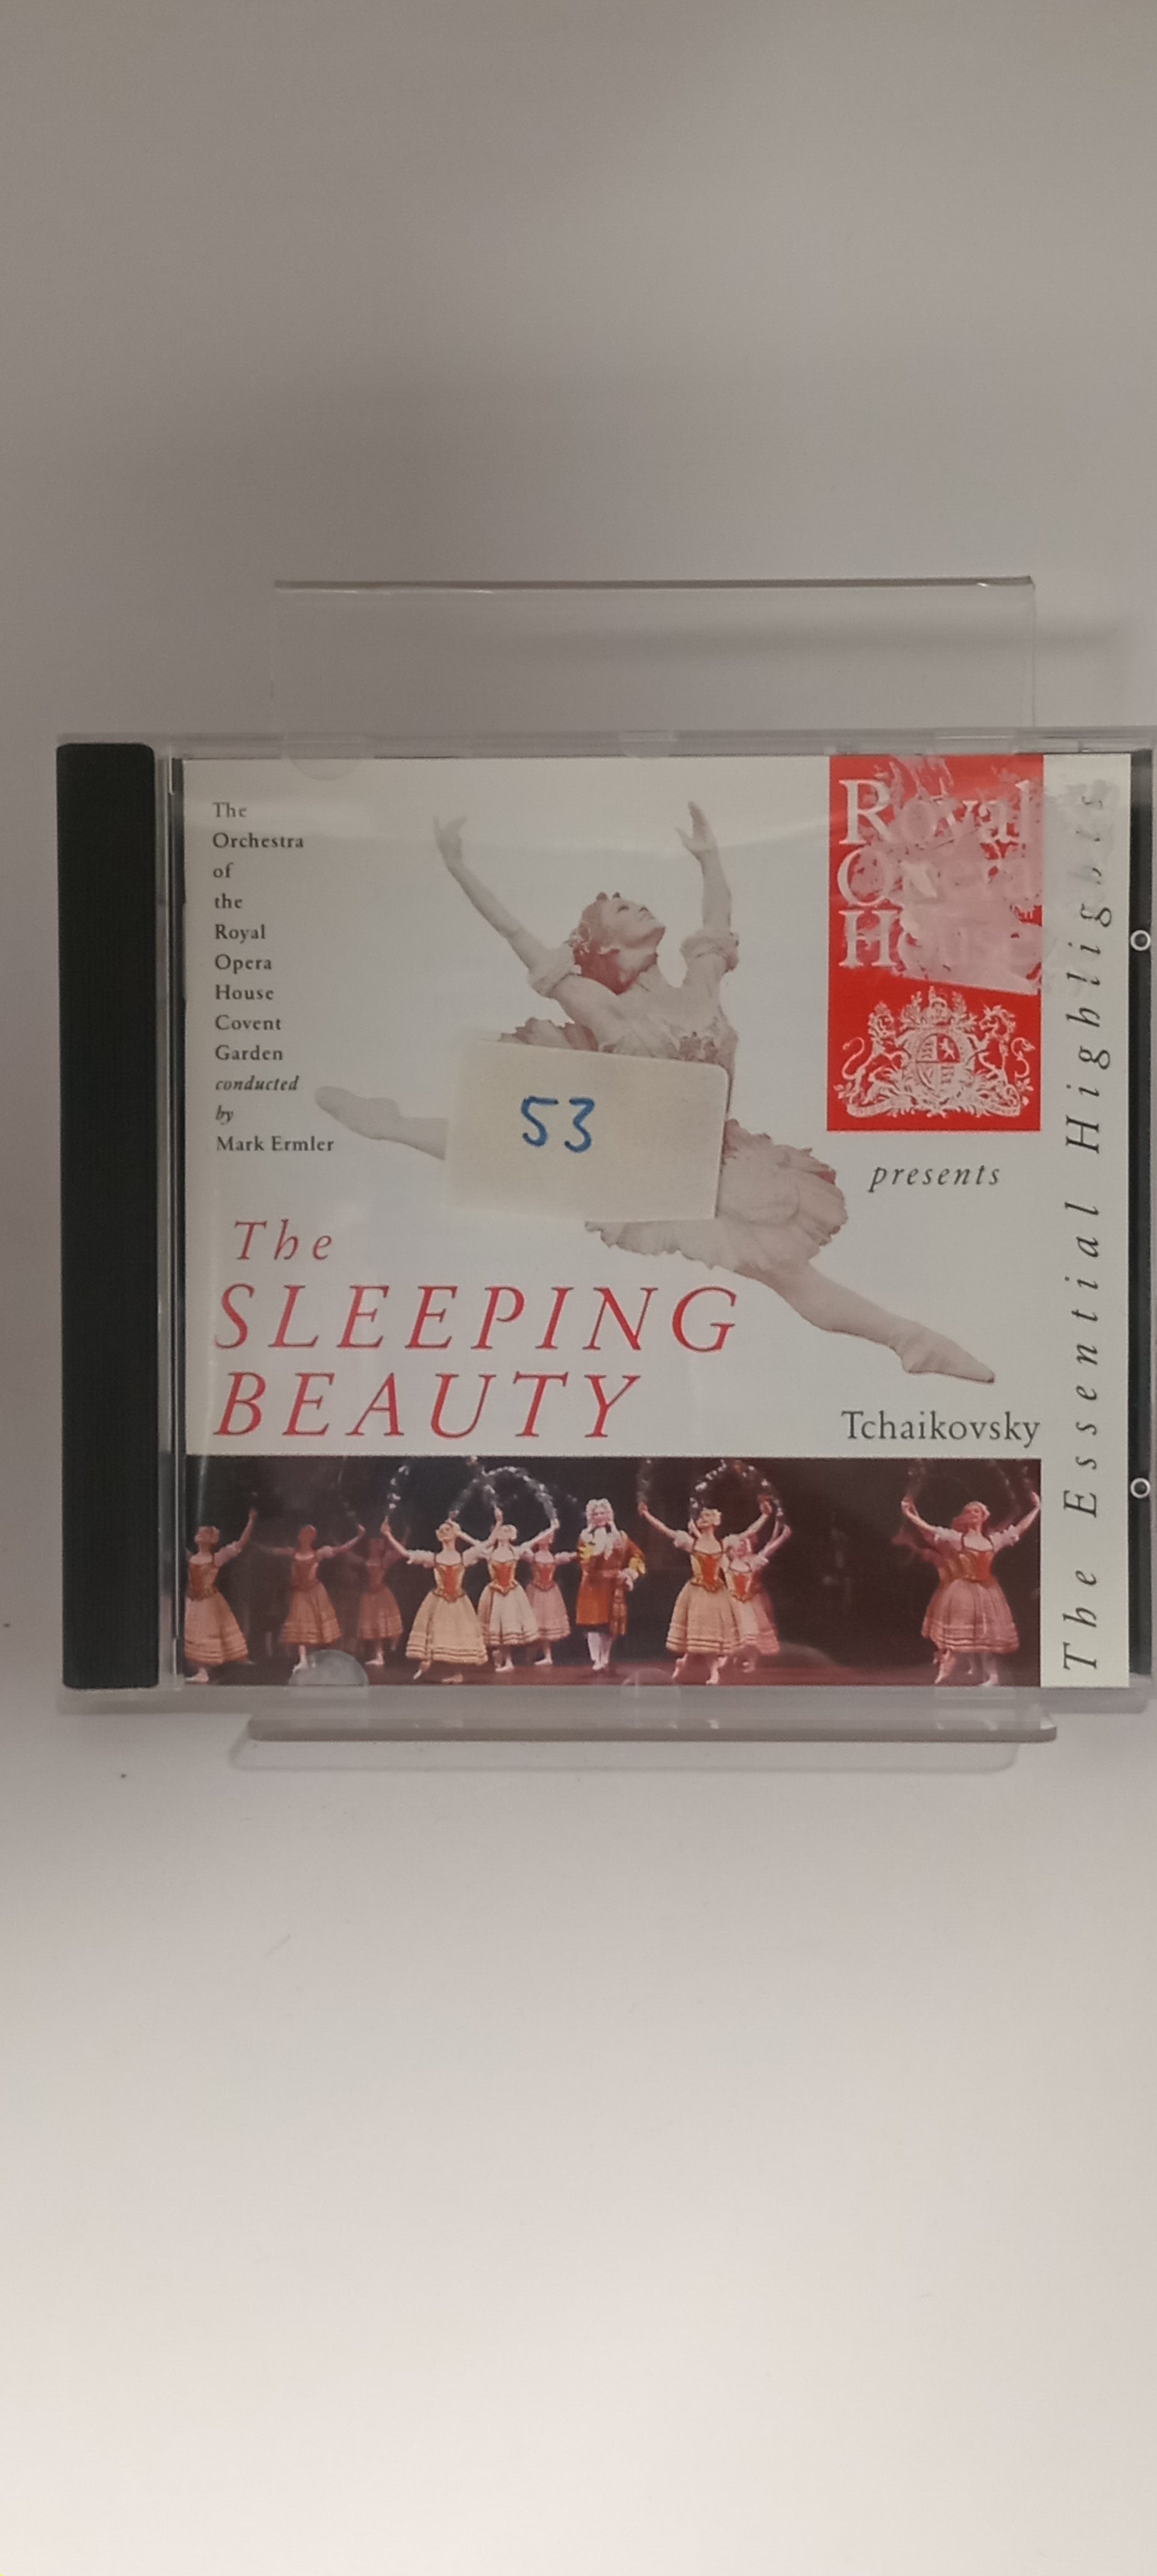 The
Orchestra
of
the
Royal
Opera
House
Covent
Garden
conducted
by
Mark Ermler
Royal
House
presents
53
The
SLEEPING
BEAUTY
Tchaikovsky
The Essential Highlights